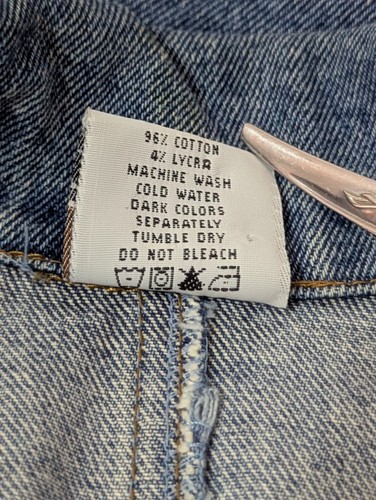 96% COTTON
4% LYCRA
MACHINE WASH
COLD WATER
DARK COLORS
SEPARATELY
TUMBLE DRY
DO NOT BLEACH